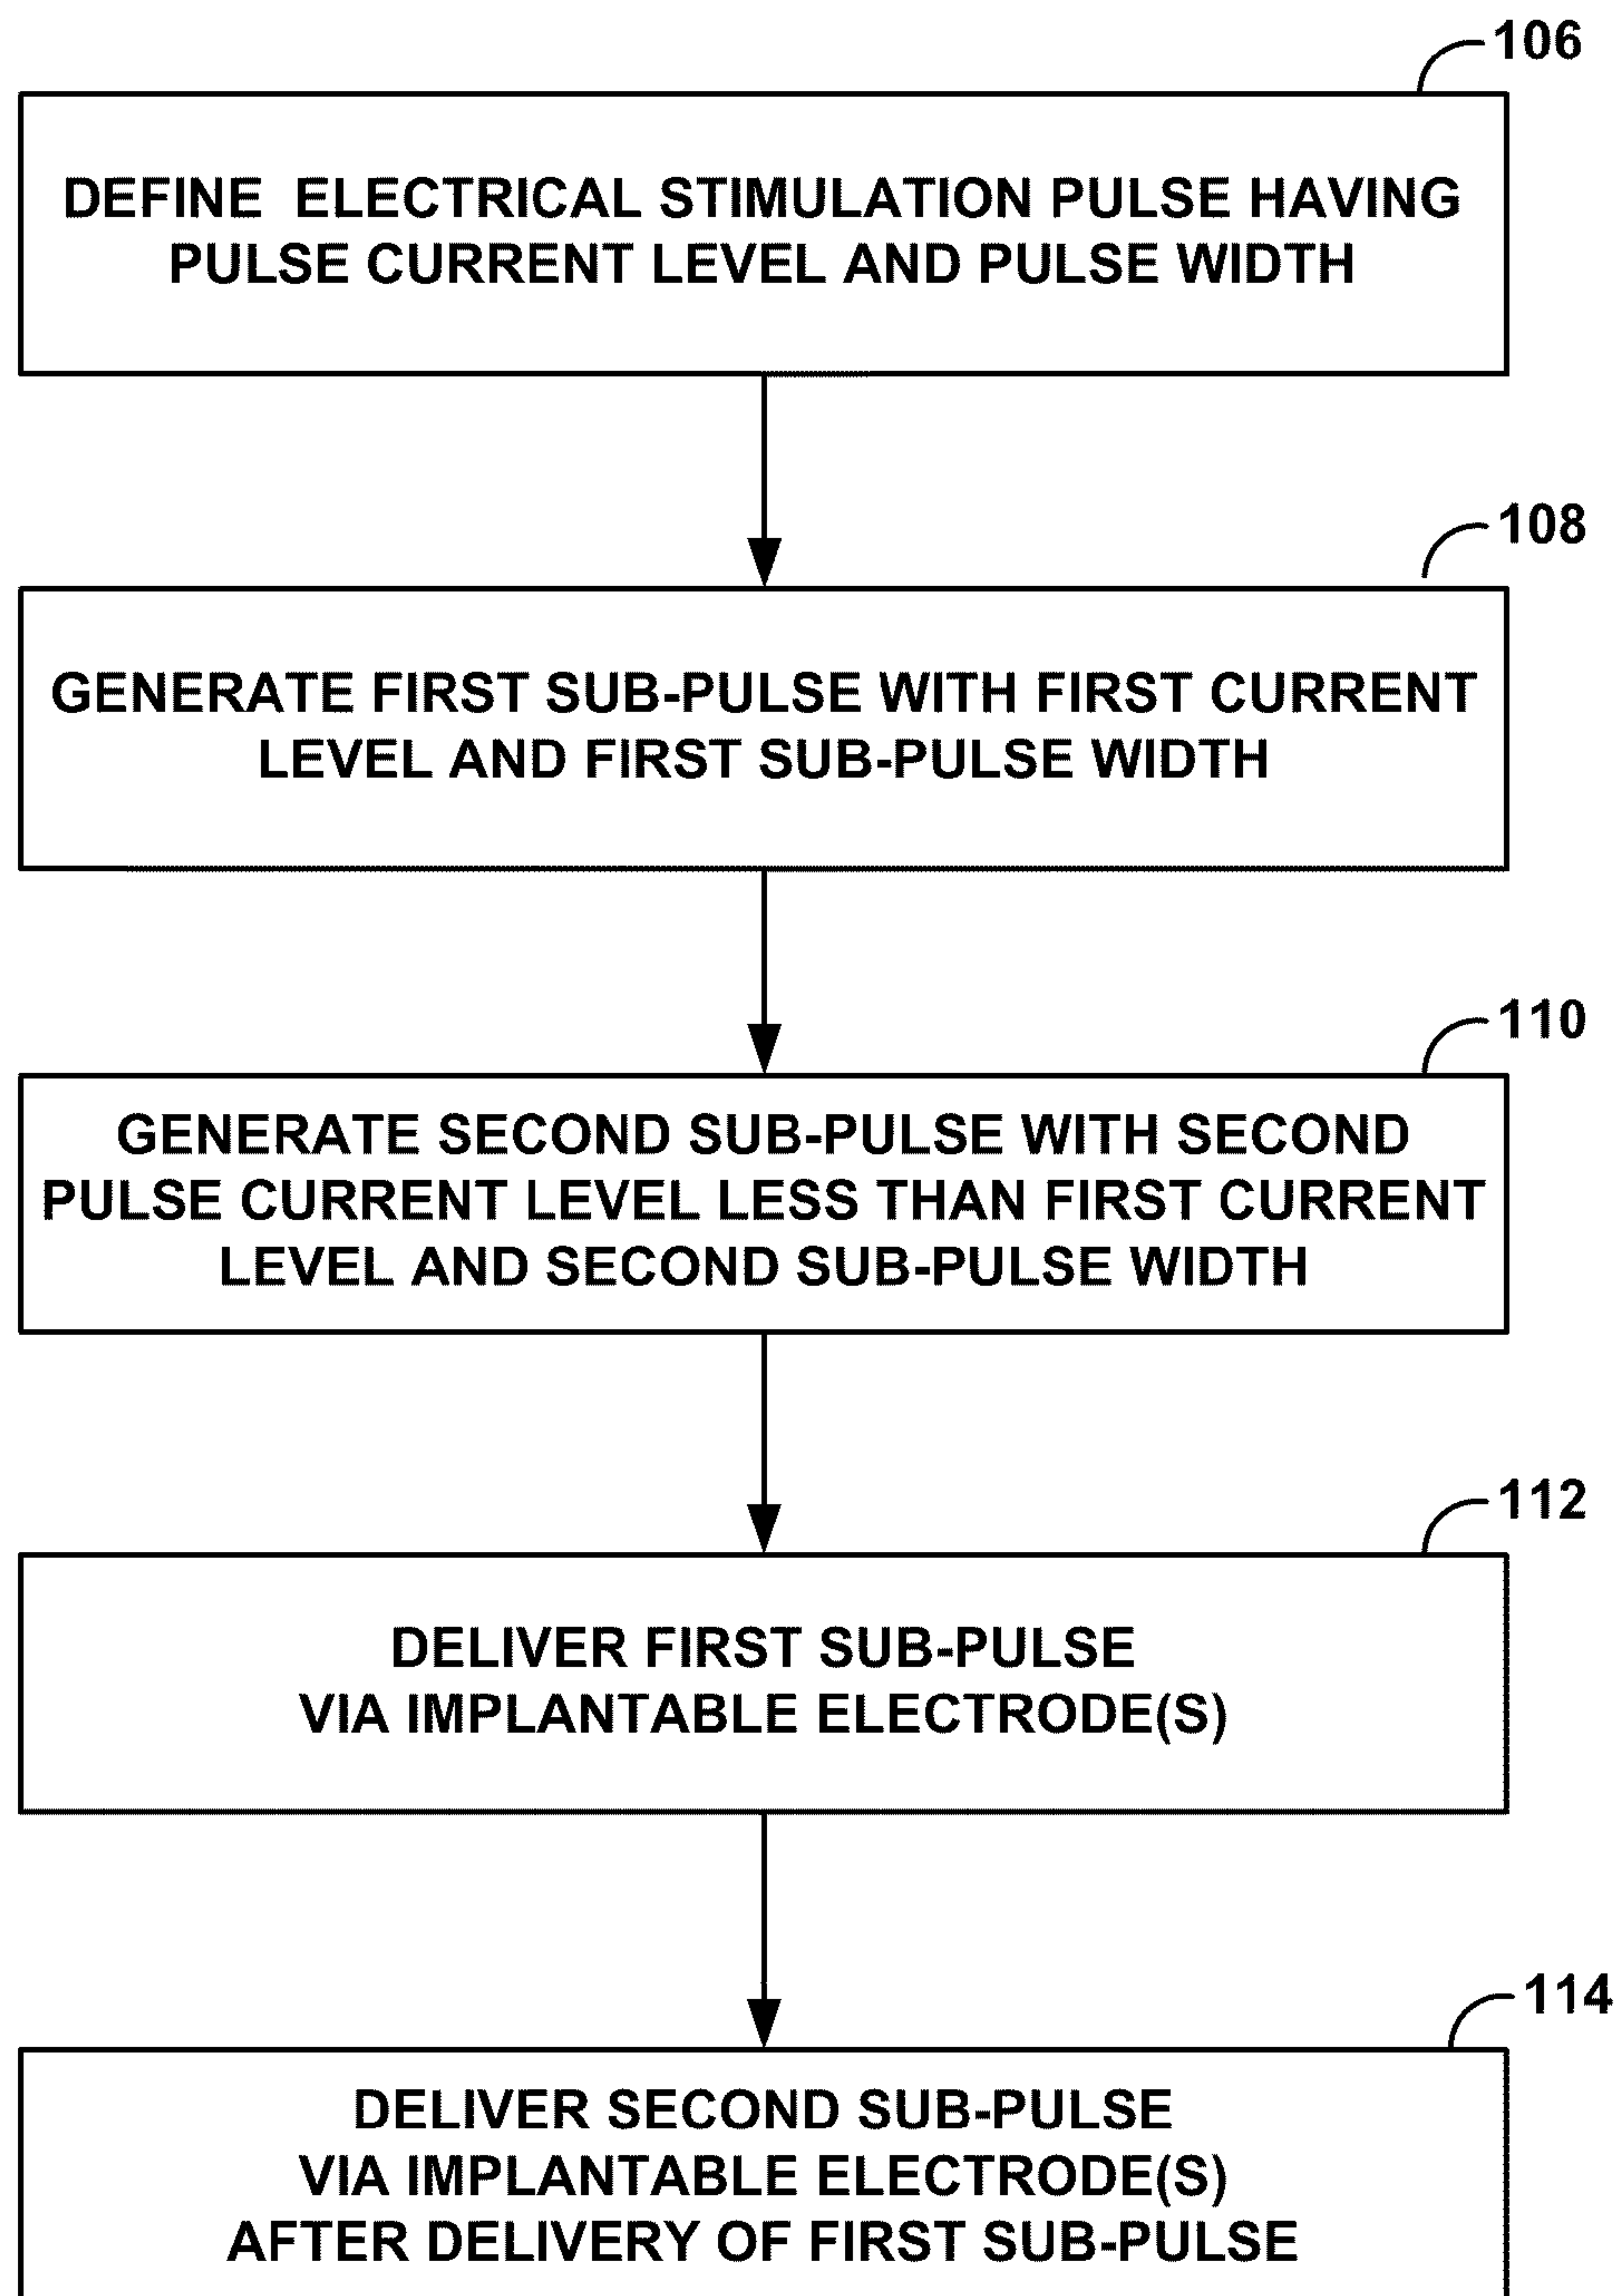 106
DEFINE ELECTRICAL STIMULATION PULSE HAVING
PULSE CURRENT LEVEL AND PULSE WIDTH
108
GENERATE FIRST SUB-PULSE WITH FIRST CURRENT
LEVEL AND FIRST SUB-PULSE WIDTH
110
GENERATE SECOND SUB-PULSE WITH SECOND
PULSE CURRENT LEVEL LESS THAN FIRST CURRENT
LEVEL AND SECOND SUB-PULSE WIDTH
112
DELIVER FIRST SUB-PULSE
VIA IMPLANTABLE ELECTRODE(S)
114
DELIVER SECOND SUB-PULSE
VIA IMPLANTABLE ELECTRODE(S)
AFTER DELIVERY OF FIRST SUB-PULSE